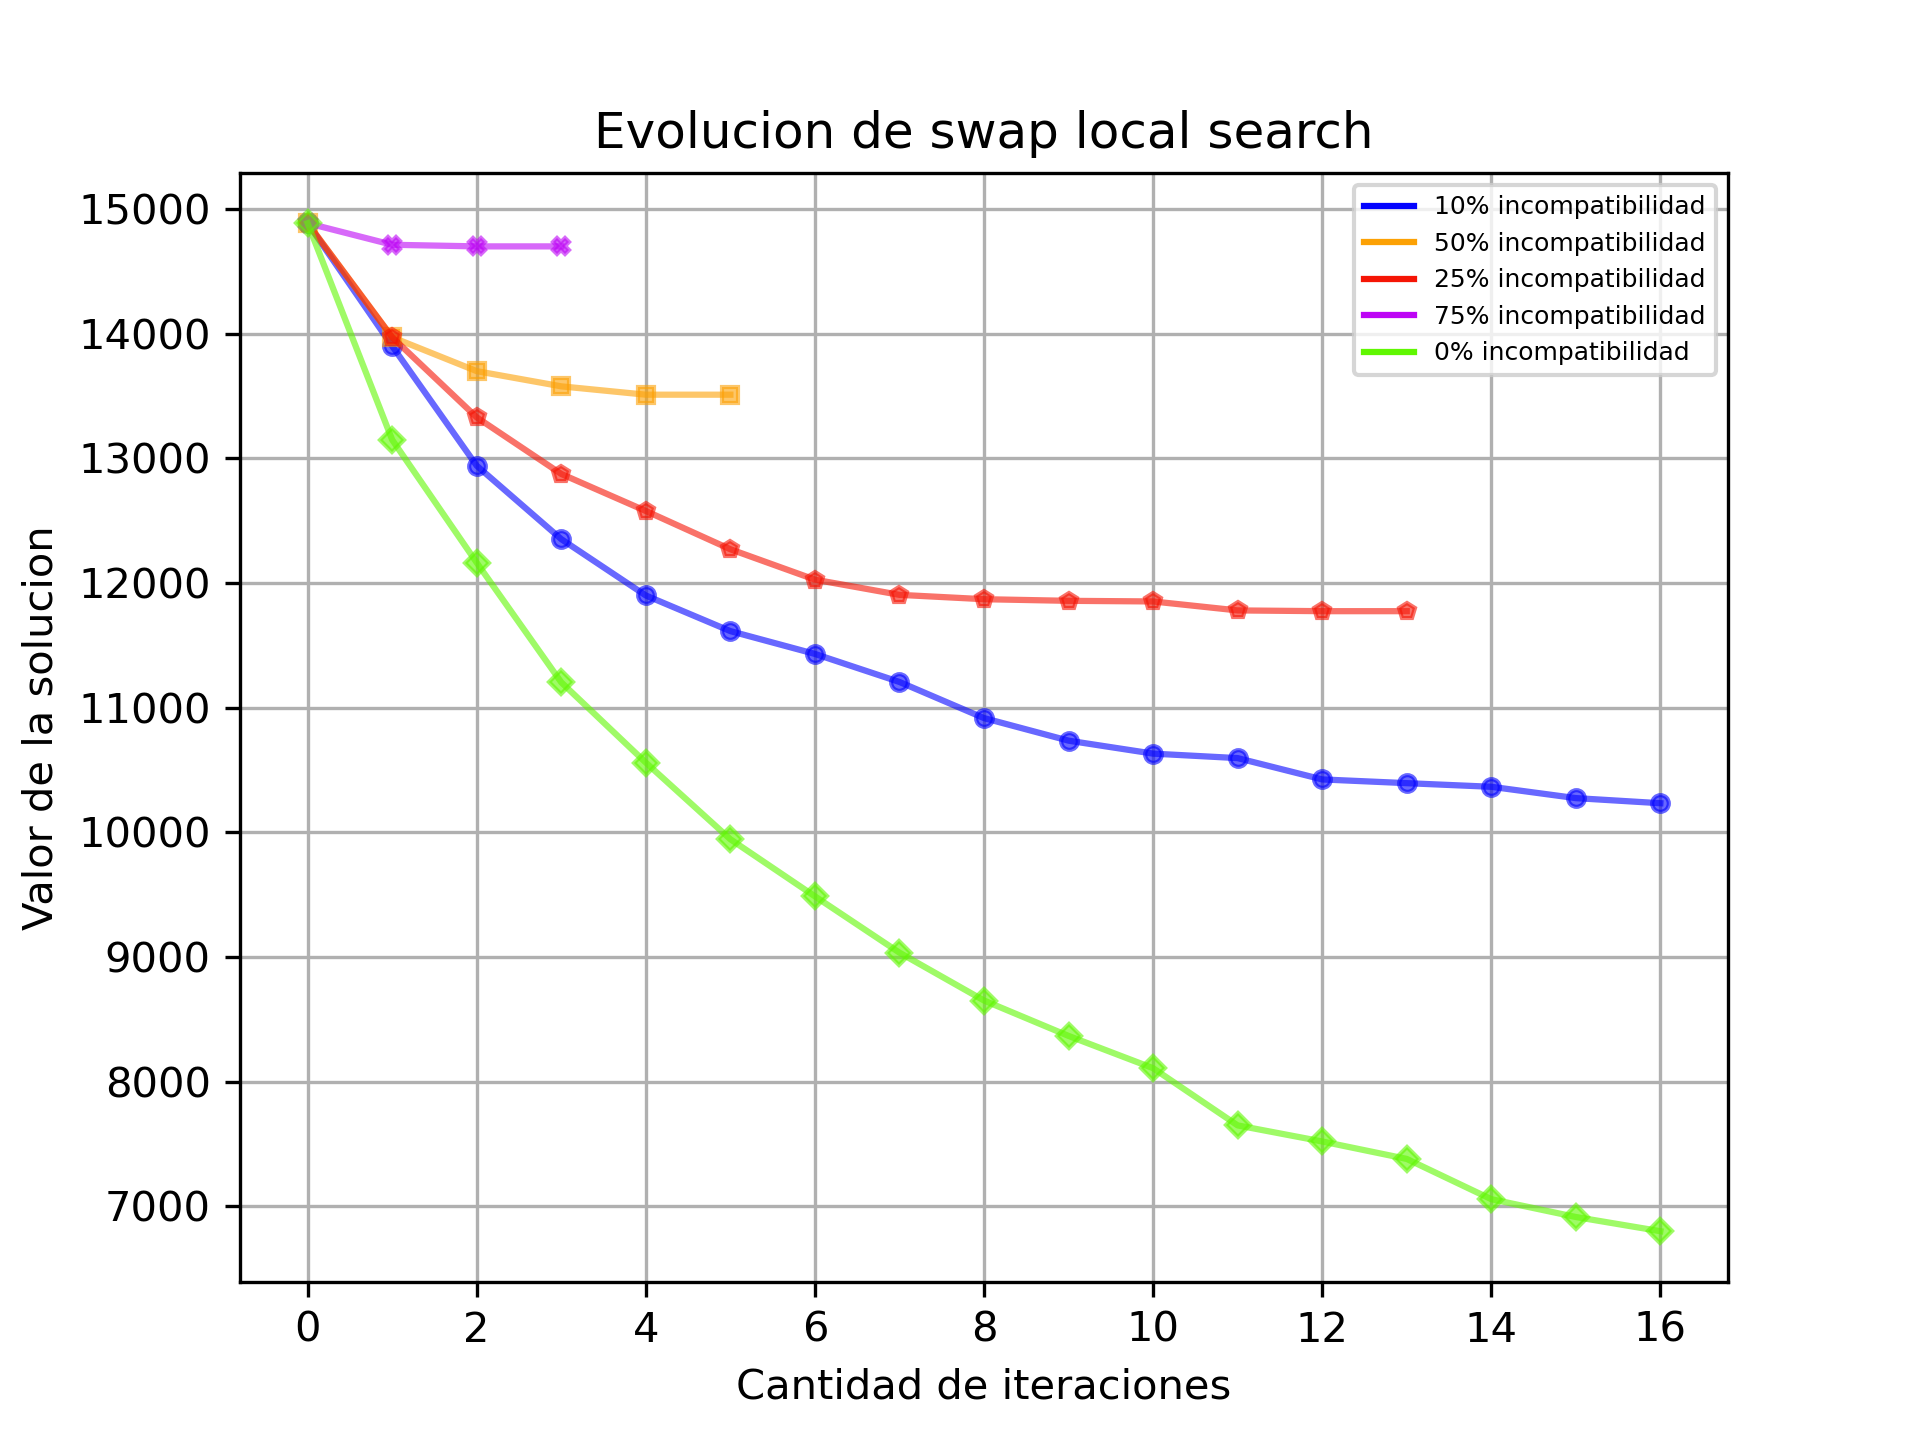 Evolucion de swap local search
15000
14000
13000
12000
11000
10000
9000
8000
7000
Valor de la solucion
10% incompatibilidad
50% incompatibilidad
25% incompatibilidad
75% incompatibilidad
0% incompatibilidad
0 2 4 6 8 10 12 14 16
Cantidad de iteraciones